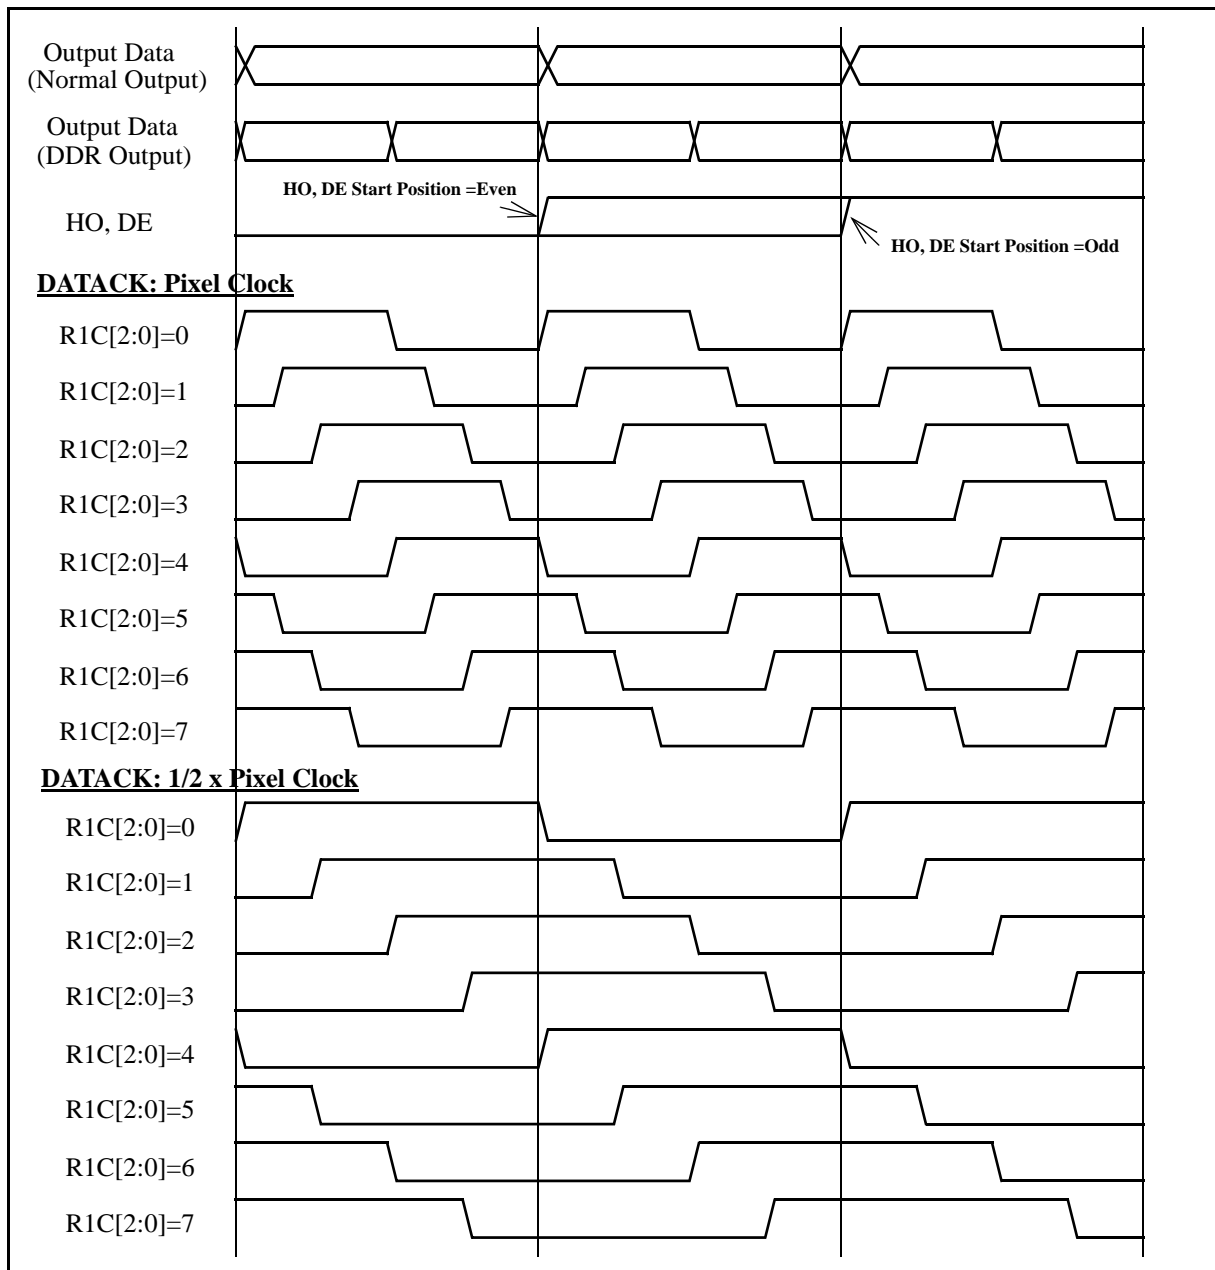 Output Data
(Normal Output)
Output Data
(DDR Output)
HO, DE Start Position =Even
HO, DE
HO, DE Start Position =Odd
DATACK: Pixel Clock
R1C[2:0]=0
R1C[2:0]=1
R1C[2:0]=2
R1C[2:0]=3
R1C[2:0]=4
R1C[2:0]=5
R1C[2:0]=6
R1C[2:0]=7
DATACK: 1/2 x Pixel Clock
R1C[2:0]=0
R1C[2:0]=1
R1C[2:0]=2
R1C[2:0]=3
R1C[2:0]=4
R1C[2:0]=5
R1C[2:0]=6
R1C[2:0]=7